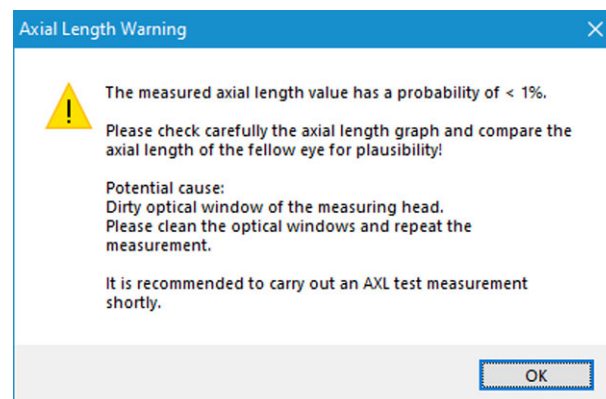 Axial Length Warning
The measured axial length value has a probability of < 1%.
Please check carefully the axial length graph and compare the
axial length of the fellow eye for plausibility!
Potential cause:
Dirty optical window of the measuring head.
Please clean the optical windows and repeat the
measurement.
It is recommended to carry out an AXL test measurement
shortly.
OK